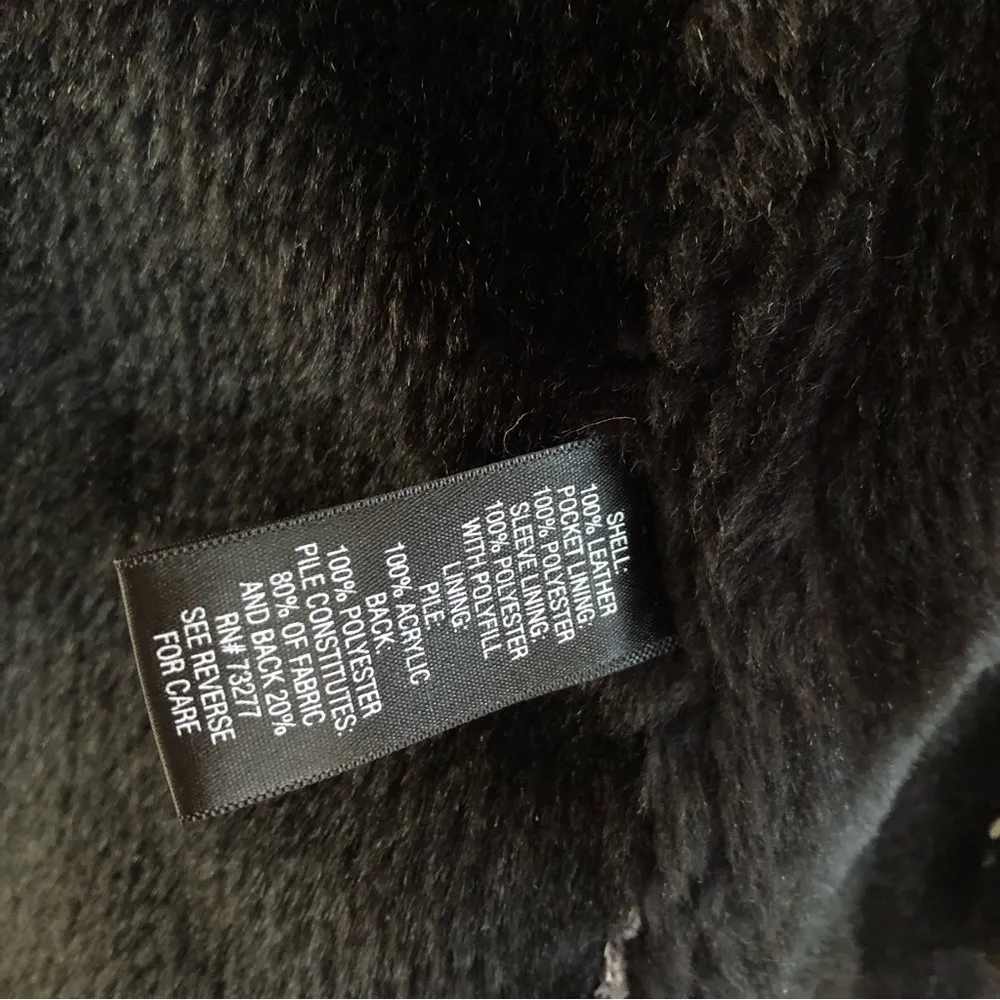 SHELL
100% LEATHER
POCKET LINING
100% POLYESTER
SLEEVE LINING
100% POLYESTER
WITH POLYFILL
LINING
PILE
100% ACRYLIC
BACK
100% POLYESTER
PILE CONSTITUTES:
80% OF FABRIC
AND BACK 20%
RN# 73277
SEE REVERSE
FOR CARE